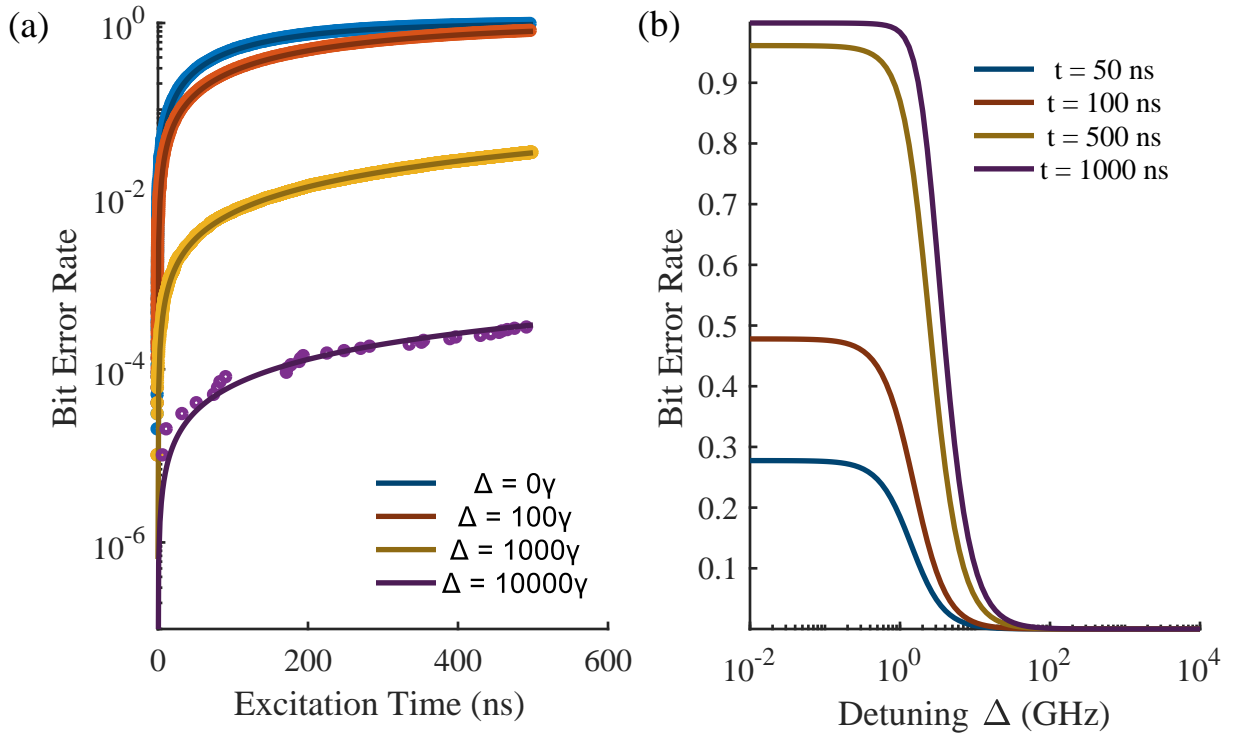 (a)
10^0
10^-2
10^-4
10^-6
Bit Error Rate
0
200
400
600
Excitation Time (ns)
Δ = 0γ
Δ = 100γ
Δ = 1000γ
Δ = 10000γ
(b)
0.9
0.8
0.7
0.6
0.5
0.4
0.3
0.2
0.1
Bit Error Rate
10^-2
10^0
10^2
10^4
Detuning Δ (GHz)
t = 50 ns
t = 100 ns
t = 500 ns
t = 1000 ns